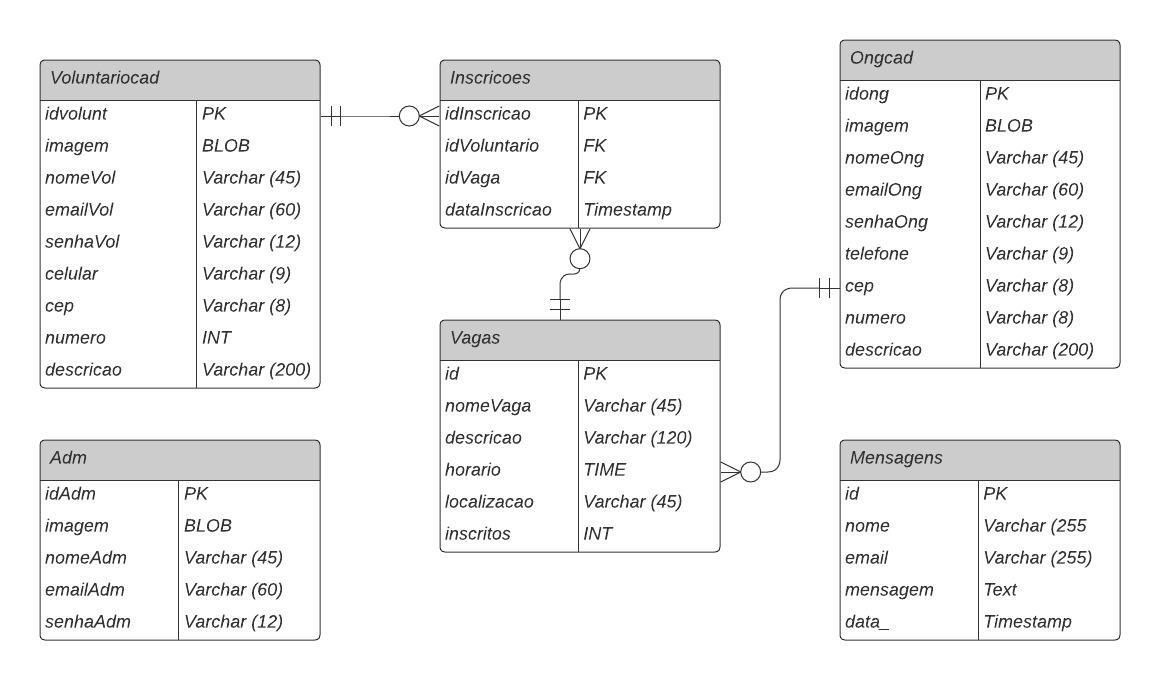 Voluntariocad
idvolunt PK
imagem BLOB
nomeVol Varchar (45)
emailVol Varchar (60)
senhaVol Varchar (12)
celular Varchar (9)
cep Varchar (8)
numero INT
descricao Varchar (200)
Inscricoes
idInscricao PK
idVoluntario FK
idVaga FK
dataInscricao Timestamp
Ongcad
idong PK
imagem BLOB
nomeOng Varchar (45)
emailOng Varchar (60)
senhaOng Varchar (12)
telefone Varchar (9)
cep Varchar (8)
numero Varchar (8)
descricao Varchar (200)
Vagas
id PK
nomeVaga Varchar (45)
descricao Varchar (120)
horario TIME
localizacao Varchar (45)
inscritos INT
Adm
idAdm PK
imagem BLOB
nomeAdm Varchar (45)
emailAdm Varchar (60)
senhaAdm Varchar (12)
Mensagens
id PK
nome Varchar (255
email Varchar (255)
mensagem Text
data_ Timestamp